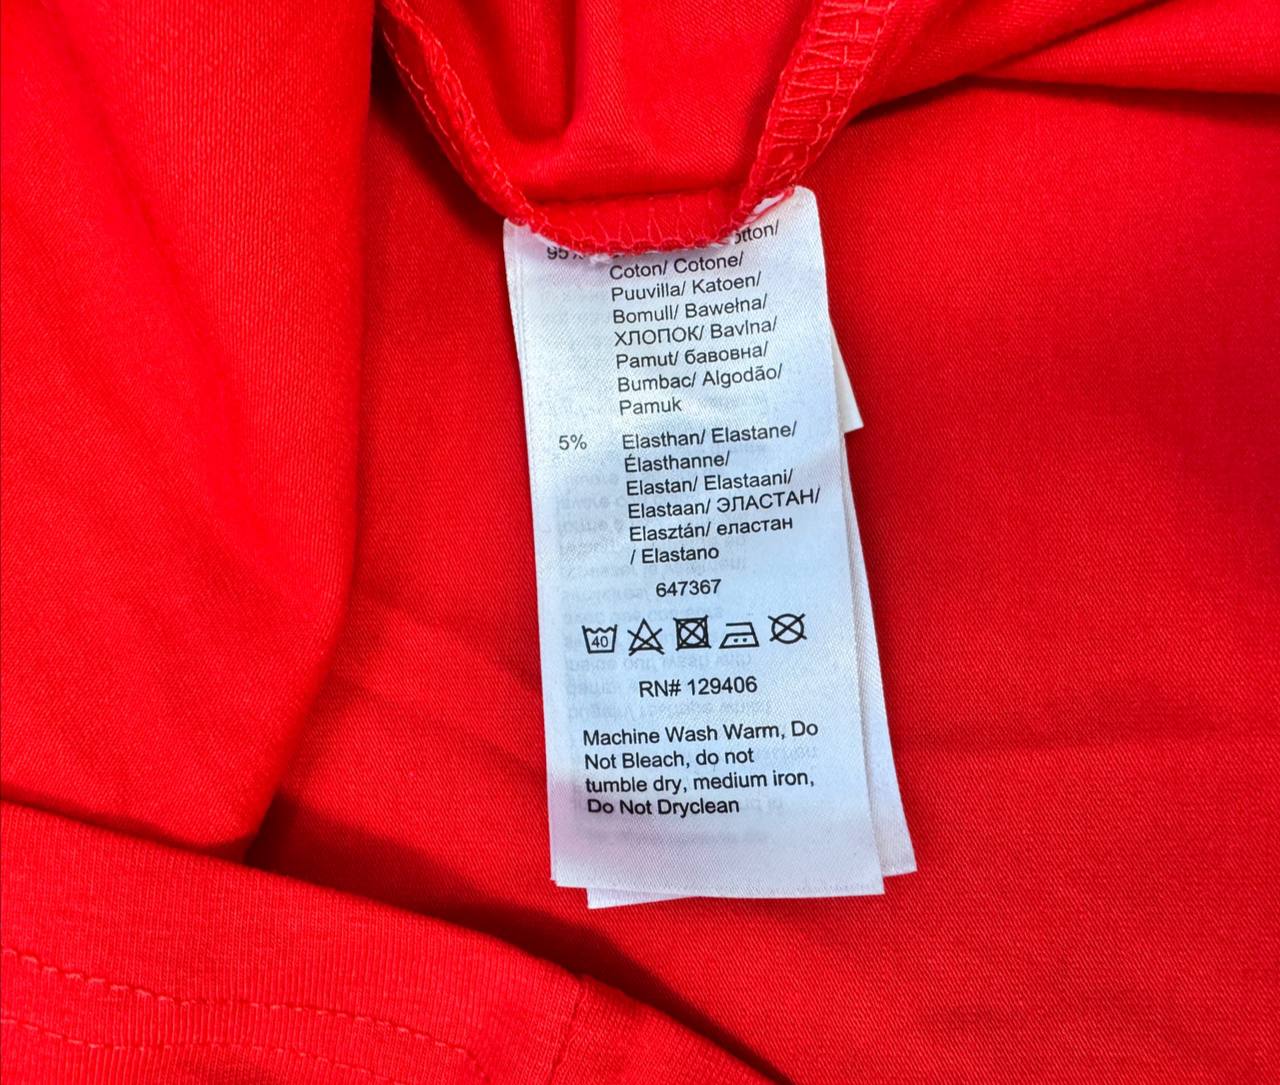 95%
Coton/ Cotone/
Puuvilla/ Katoen/
Bomull/ Bawełna/
ХЛОПОК/ Bavlna/
Pamut/ бавовна/
Bumbac/ Algodão/
Pamuk
5% Elasthan/ Elastane/
Élasthanne/
Elastan/ Elastaani/
Elastaan/ ЭЛАСТАН/
Elasztán/ еластан
/ Elastano
647367
40
RN# 129406
Machine Wash Warm, Do
Not Bleach, do not
tumble dry, medium iron,
Do Not Dryclean